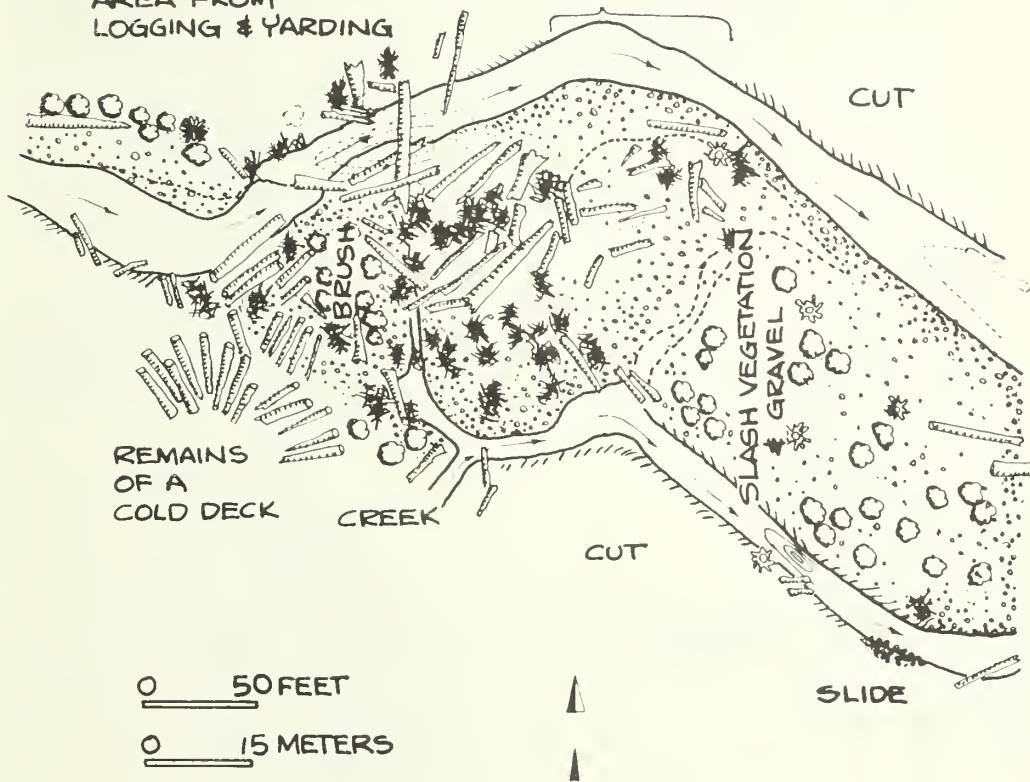 AREA FROM
LOGGING & YARDING
CUT
BRUSH
SLASH VEGETATION
& GRAVEL
REMAINS
OF A
COLD DECK
CREEK
CUT
SLIDE
0 50 FEET
0 15 METERS